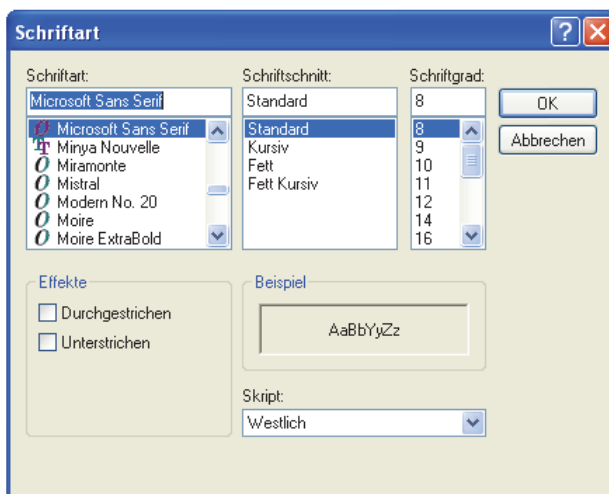 Schriftart
Schriftart:
Microsoft Sans Serif
Microsoft Sans Serif
Minya Nouvelle
Miramonte
Mistral
Modern No. 20
Moire
Moire ExtraBold
Schriftschnitt:
Standard
Standard
Kursiv
Fett
Fett Kursiv
Schriftgrad:
8
8
9
10
11
12
14
16
OK
Abbrechen
Effekte
Durchgestrichen
Unterstrichen
Beispiel
AaBbYyZz
Skript:
Westlich